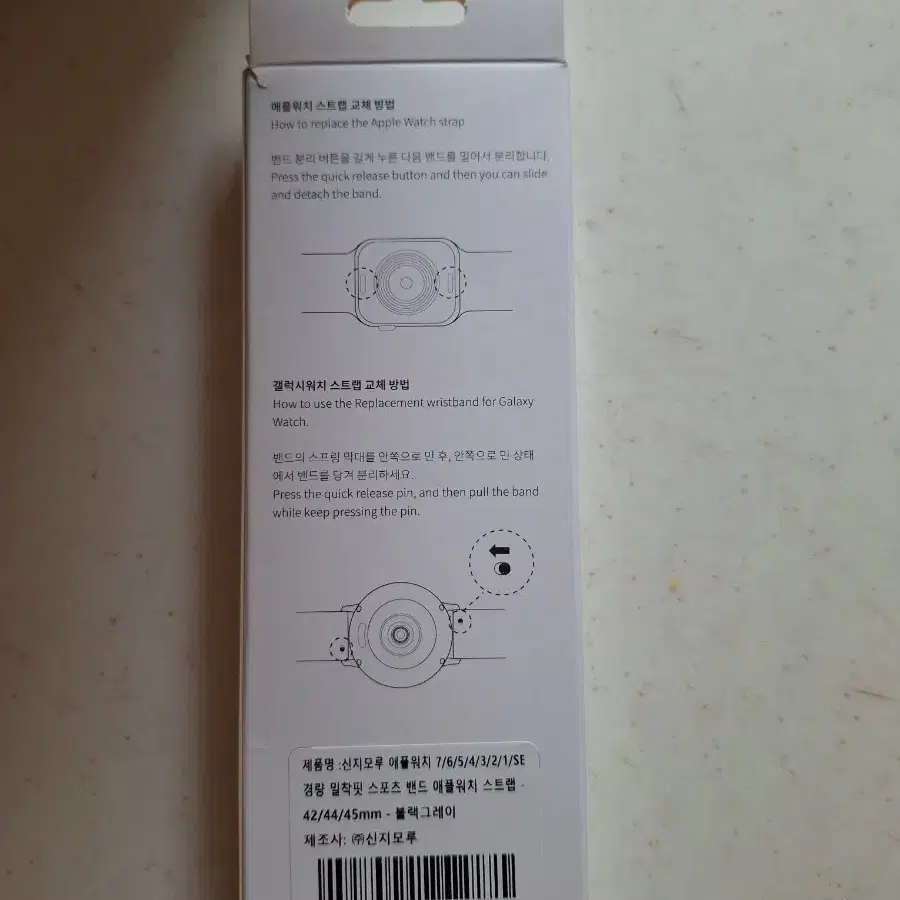 애플워치 스트랩 교체 방법
How to replace the Apple Watch strap
밴드 분리 버튼을 길게 누른 다음 밴드를 밀어서 분리합니다.
Press the quick release button and then you can slide
and detach the band.
갤럭시워치 스트랩 교체 방법
How to use the Replacement wristband for Galaxy
Watch.
밴드의 스프링 막대를 안쪽으로 민 후, 안쪽으로 민 상태
에서 밴드를 당겨 분리하세요.
Press the quick release pin, and then pull the band
while keep pressing the pin.
제품명 :신지모루 애플워치 7/6/5/4/3/2/1/SE
경량 밀착핏 스포츠 밴드 애플워치 스트랩 -
42/44/45mm - 블랙그레이
제조사: ㈜신지모루